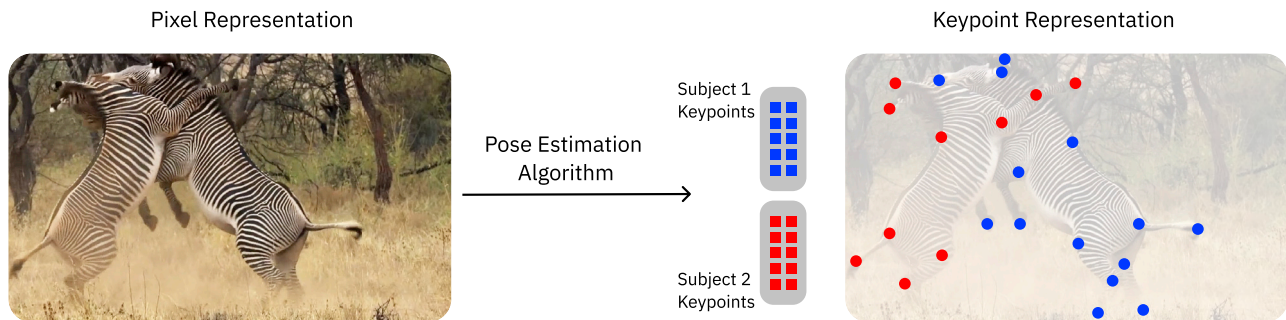 Pixel Representation
Keypoint Representation
Subject 1
Keypoints
Pose Estimation
Algorithm
Subject 2
Keypoints